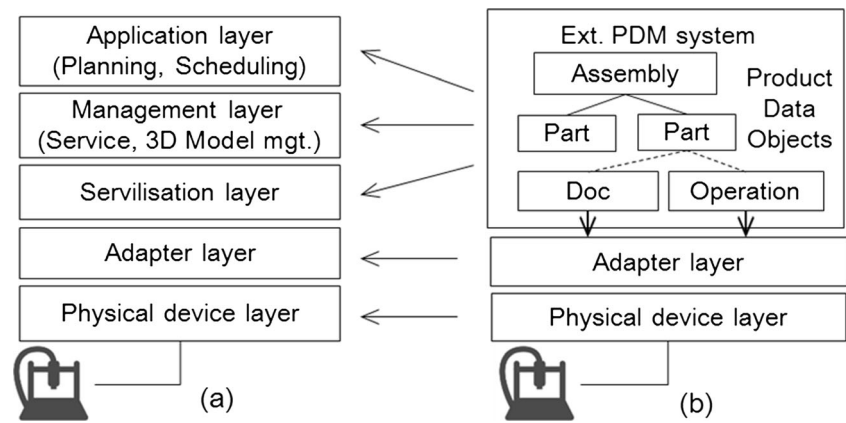 Application layer
(Planning, Scheduling)
Management layer
(Service, 3D Model mgt.)
Servilisation layer
Adapter layer
Physical device layer
(a)
Ext. PDM system
Assembly
Product
Data
Objects
Part
Part
Doc
Operation
Adapter layer
Physical device layer
(b)